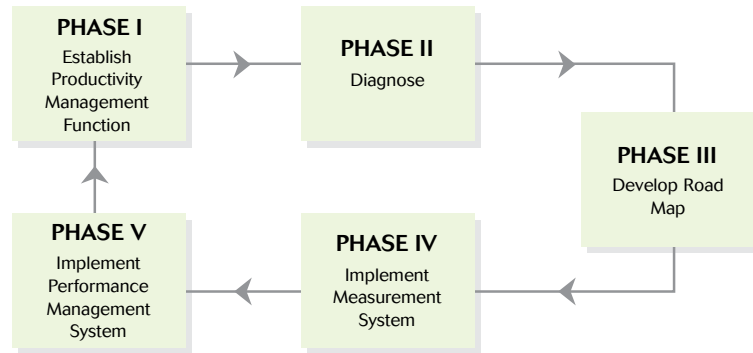 PHASE I
Establish
Productivity
Management
Function
PHASE II
Diagnose
PHASE III
Develop Road
Map
PHASE IV
Implement
Measurement
System
PHASE V
Implement
Performance
Management
System